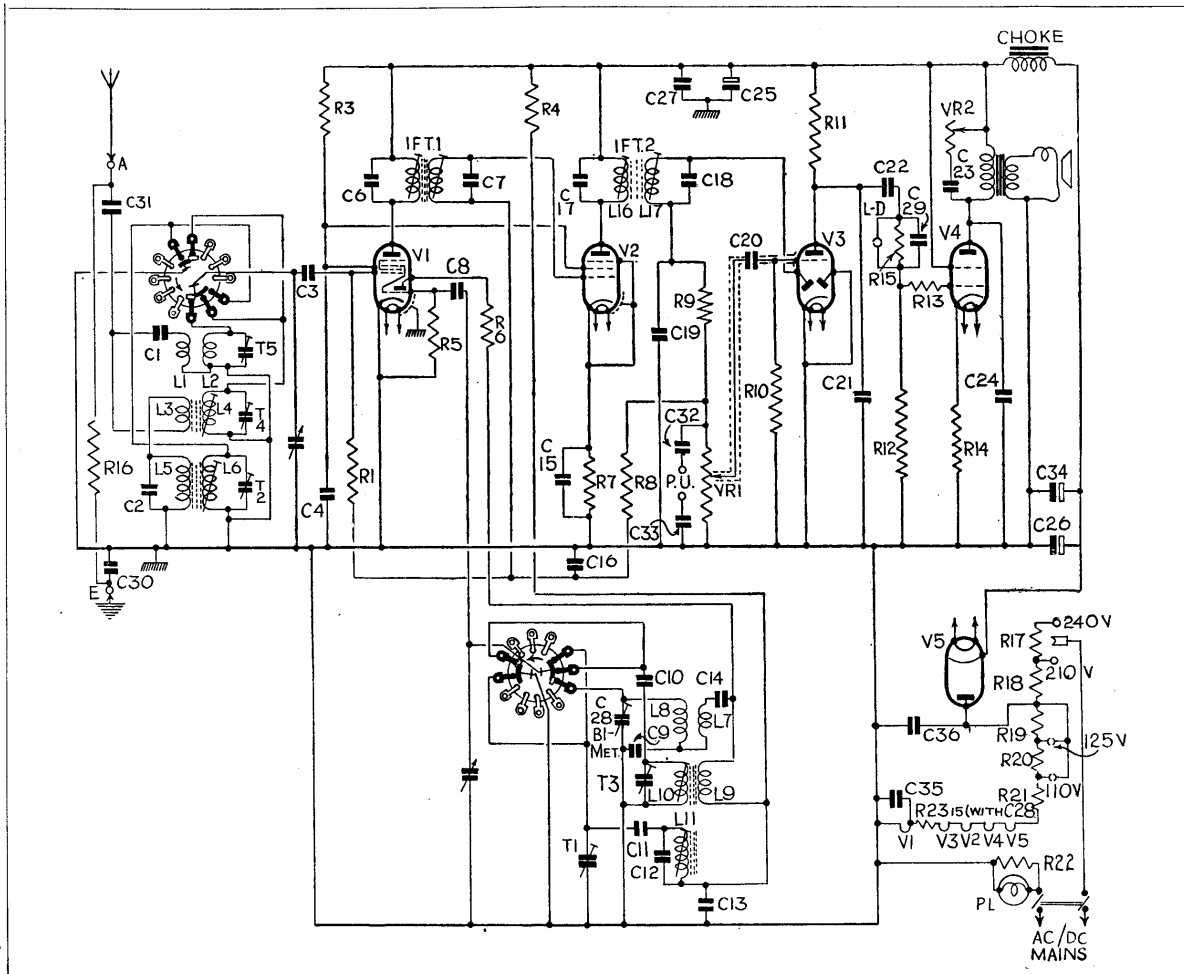 CHOKE
A
C31
R3
R4
C27
C25
R11
VR2
C 23
IFT.1
C6
C7
IFT.2
C 17
L16 L17
C18
C22
L-D
C 29
R15
V1
C8
V2
C20
V3
V4
R13
C3
R5
R 6
R9
C19
R10
C21
C24
C1
L1 L2
T5
L3
L4
T 4
L5
L6
T 2
C2
R16
C4
R1
C 15
R7
R8
C32
P.U.
VR1
C33
R12
R14
C34
C26
C30
E
C16
V5
R17
240V
210V
R18
R19
125V
R20
110V
R21
C36
C35
R23 15 (WITH C28
V1 V3 V2 V4 V5
R22
PL
AC/DC
MAINS
C10
C14
L8
L7
C
28
BI-
MET.
C9
T3
L10
L9
L11
T1
C11
C12
C13